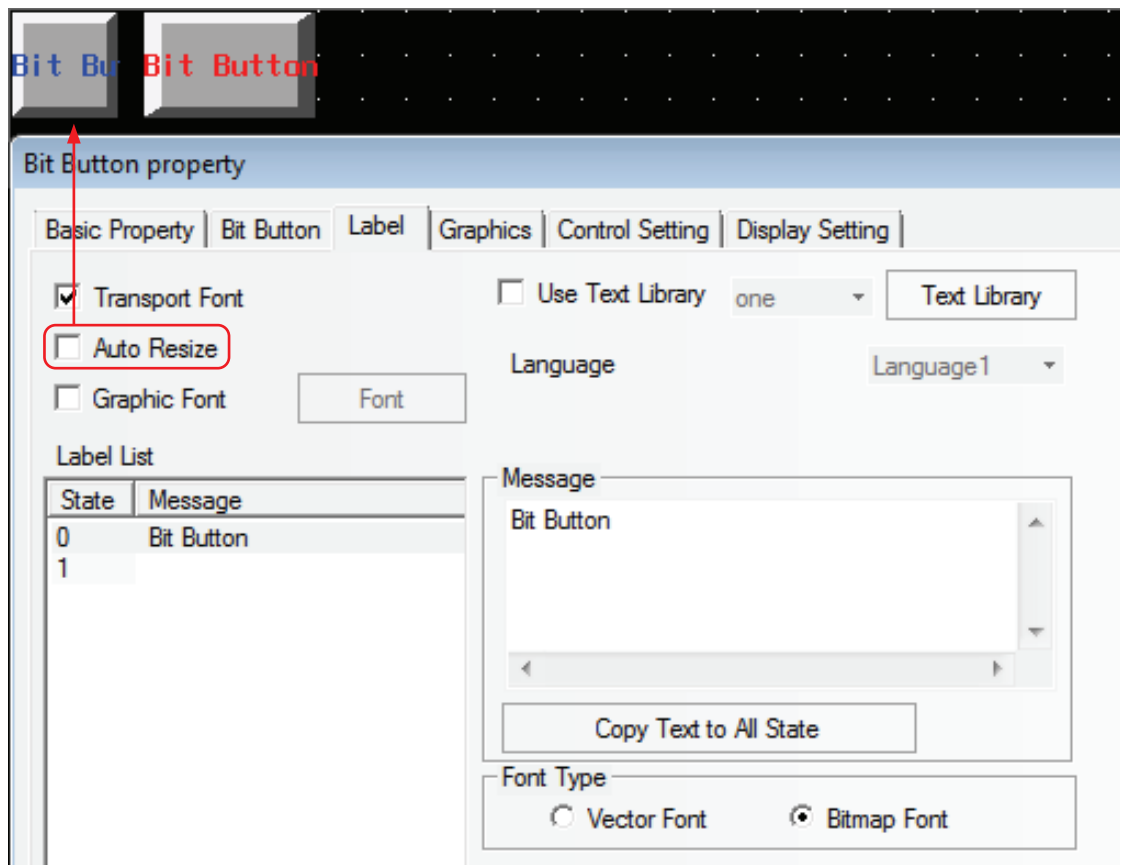 Bit Bu Bit Button
Bit Button property
Basic Property Bit Button Label Graphics Control Setting Display Setting
Transport Font Use Text Library one Text Library
Auto Resize
Language Language1
Graphic Font Font
Label List
Message
State Message
Bit Button
0 Bit Button
1
Copy Text to All State
Font Type
Vector Font Bitmap Font